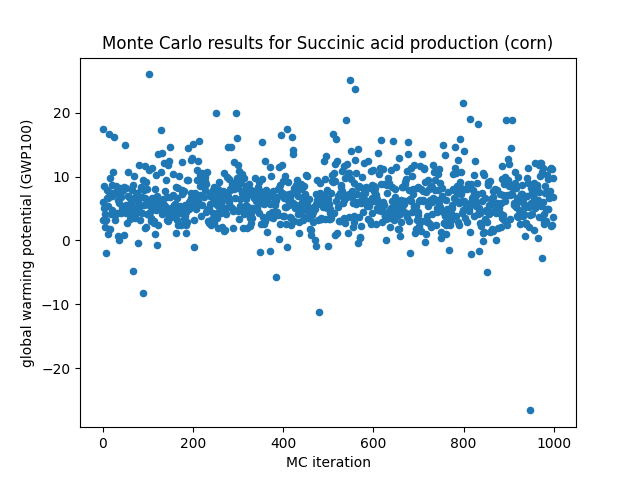 Monte Carlo results for Succinic acid production (corn)
global warming potential (GWP100)
20
10
0
−10
−20
0 200 400 600 800 1000
MC iteration